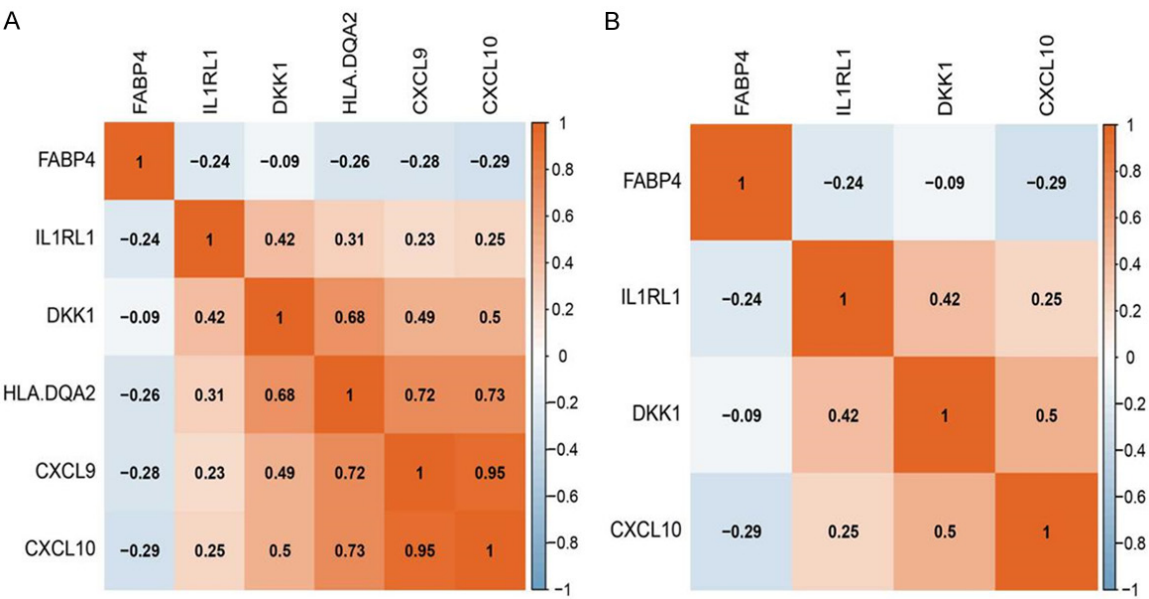 A
FABP4 IL1RL1 DKK1 HLA.DQA2 CXCL9 CXCL10
FABP4 1 −0.24 −0.09 −0.26 −0.28 −0.29
IL1RL1 −0.24 1 0.42 0.31 0.23 0.25
DKK1 −0.09 0.42 1 0.68 0.49 0.5
HLA.DQA2 −0.26 0.31 0.68 1 0.72 0.73
CXCL9 −0.28 0.23 0.49 0.72 1 0.95
CXCL10 −0.29 0.25 0.5 0.73 0.95 1
1
0.8
0.6
0.4
0.2
0
−0.2
−0.4
−0.6
−0.8
−1
B
FABP4 IL1RL1 DKK1 CXCL10
FABP4 1 −0.24 −0.09 −0.29
IL1RL1 −0.24 1 0.42 0.25
DKK1 −0.09 0.42 1 0.5
CXCL10 −0.29 0.25 0.5 1
1
0.8
0.6
0.4
0.2
0
−0.2
−0.4
−0.6
−0.8
−1